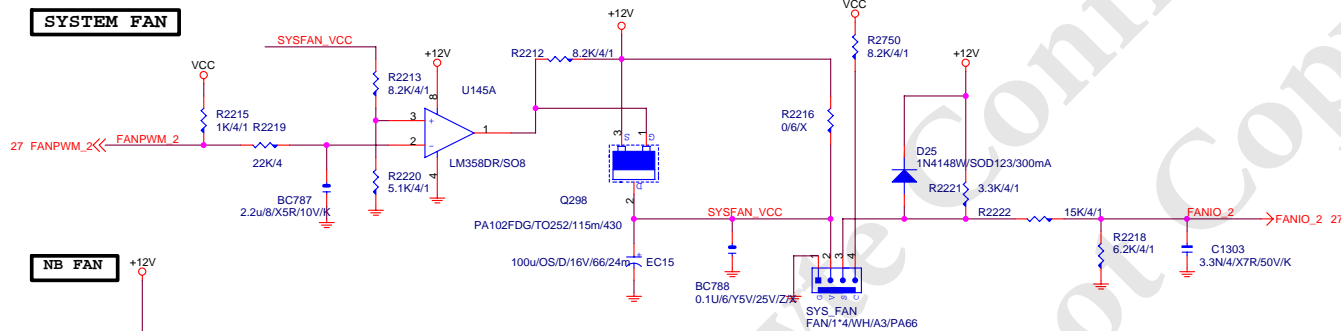 SYSTEM FAN
SYSFAN_VCC
VCC
R2215
1K/4/1
R2219
22K/4
27 FANPWM_2
FANPWM_2
BC787
2.2u/8/X5R/10V/K
R2213
8.2K/4/1
R2220
5.1K/4/1
+12V
U145A
8
3
+
2
-
1
4
LM358DR/SO8
R2212
8.2K/4/1
+12V
3
S
1
G
D
2
Q298
PA102FDG/TO252/115m/430
100u/OS/D/16V/66/24m
+
EC15
SYSFAN_VCC
R2216
0/6/X
BC788
0.1U/6/Y5V/25V/Z/X
VCC
R2750
8.2K/4/1
1
2
3
4
G
V
S
C
SYS_FAN
FAN/1*4/WH/A3/PA66
+12V
D25
1N4148W/SOD123/300mA
R2221
3.3K/4/1
R2222
15K/4/1
R2218
6.2K/4/1
FANIO_2
FANIO_2 27
C1303
3.3N/4/X7R/50V/K
NB FAN
+12V